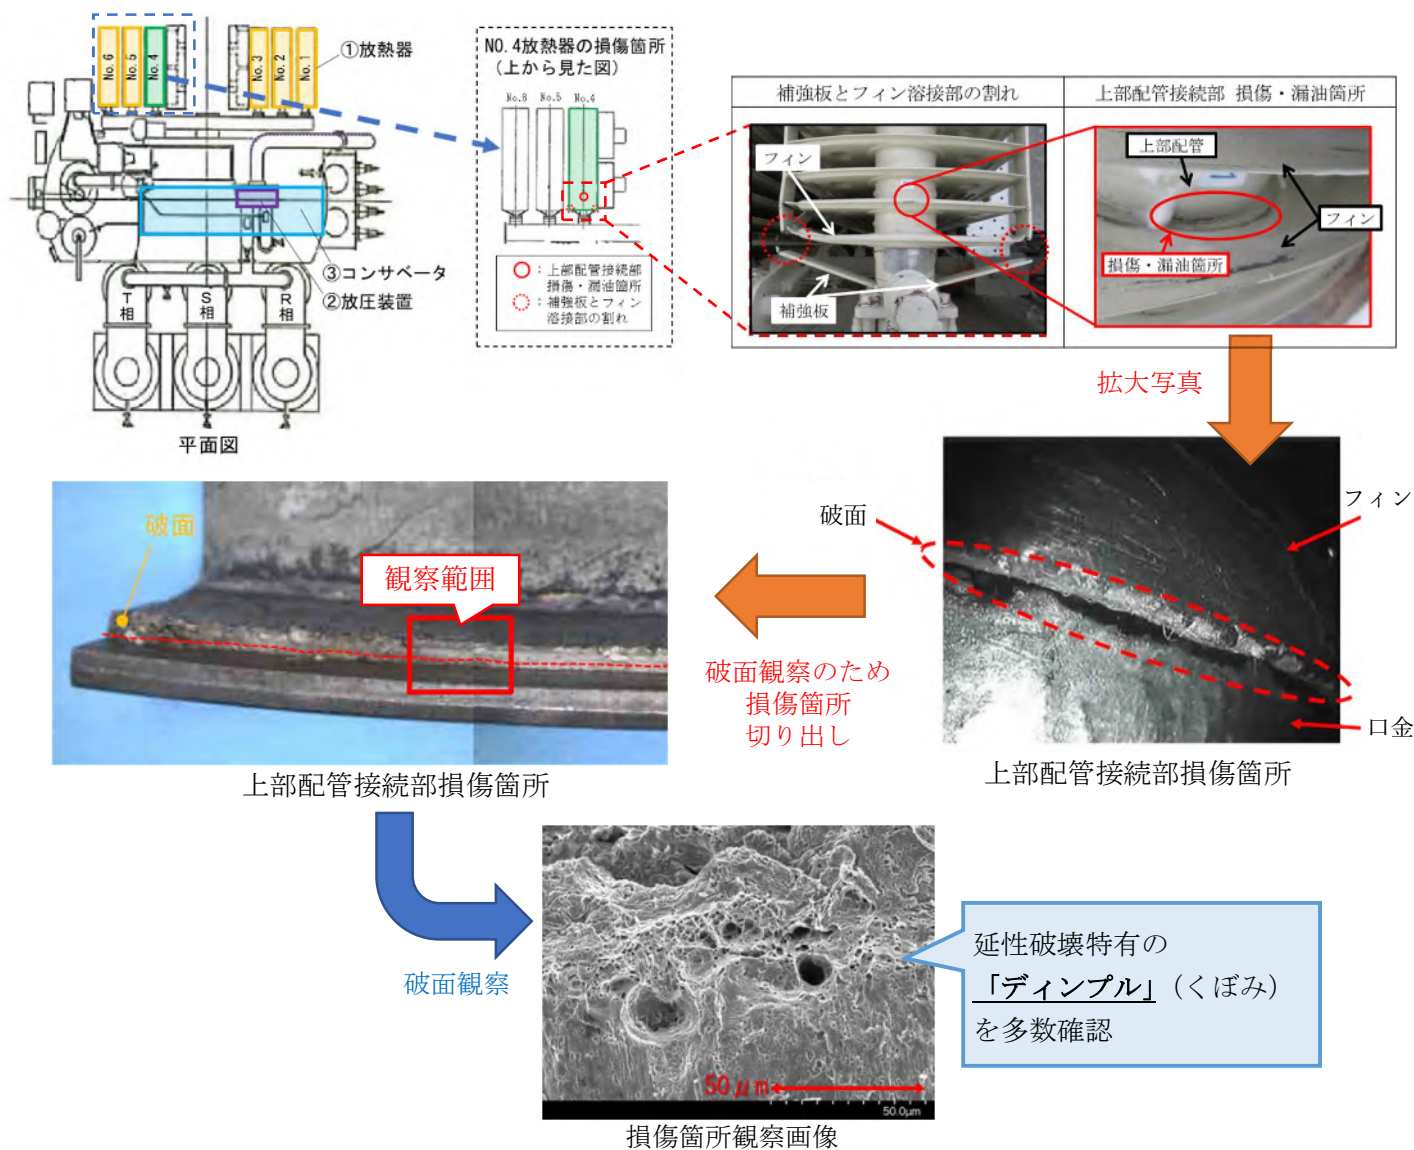 No.6
No.5
No.4
No.3
No.2
No.1
①放熱器
③コンサベータ
②放圧装置
T相
S相
R相
平面図
NO.4放熱器の損傷箇所
(上から見た図)
No.5
No.4
○:上部配管接続部
損傷・漏油箇所
:補強板とフィン
溶接部の割れ
補強板とフィン溶接部の割れ
上部配管接続部 損傷・漏油箇所
フィン
補強板
上部配管
フィン
損傷・漏油箇所
拡大写真
破面
フィン
口金
上部配管接続部損傷箇所
破面観察のため
損傷箇所
切り出し
破面
観察範囲
上部配管接続部損傷箇所
破面観察
50μm
50.0μm
損傷箇所観察画像
延性破壊特有の
「ディンプル」(くぼみ)
を多数確認